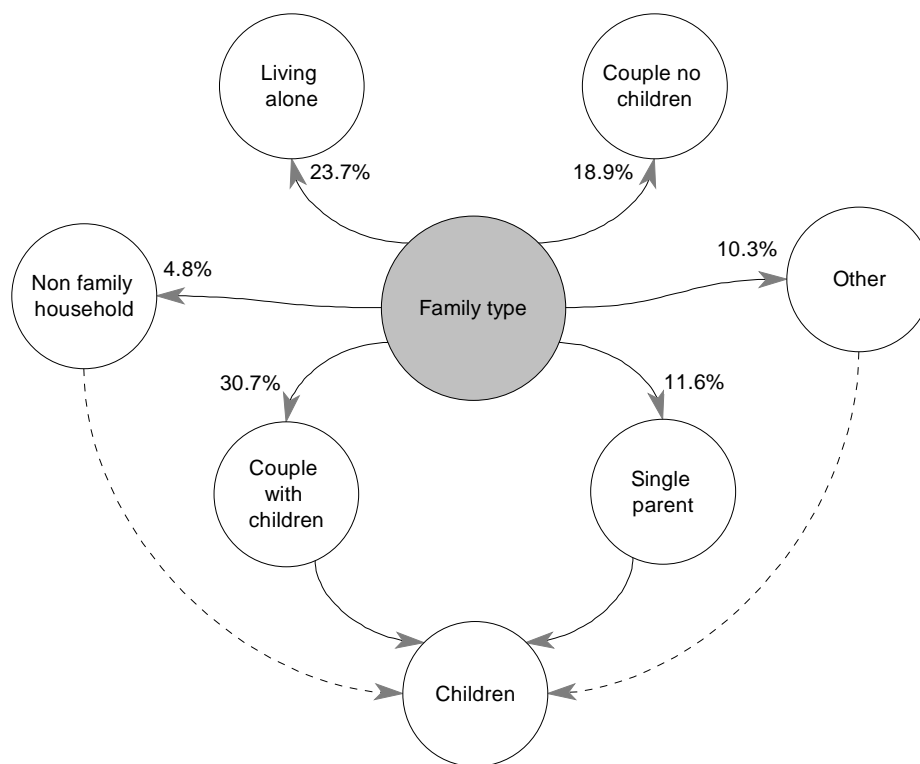 Living
alone
Couple no
children
23.7%
18.9%
Non family
household
4.8%
Family type
10.3%
Other
30.7%
11.6%
Couple
with
children
Single
parent
Children